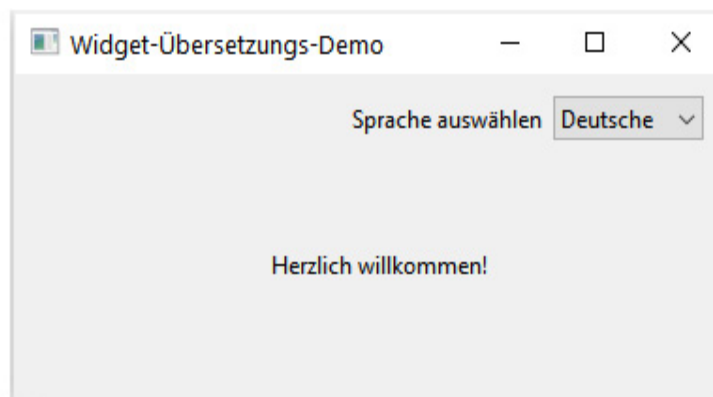 Widget-Übersetzungs-Demo
Sprache auswählen Deutsche
Herzlich willkommen!